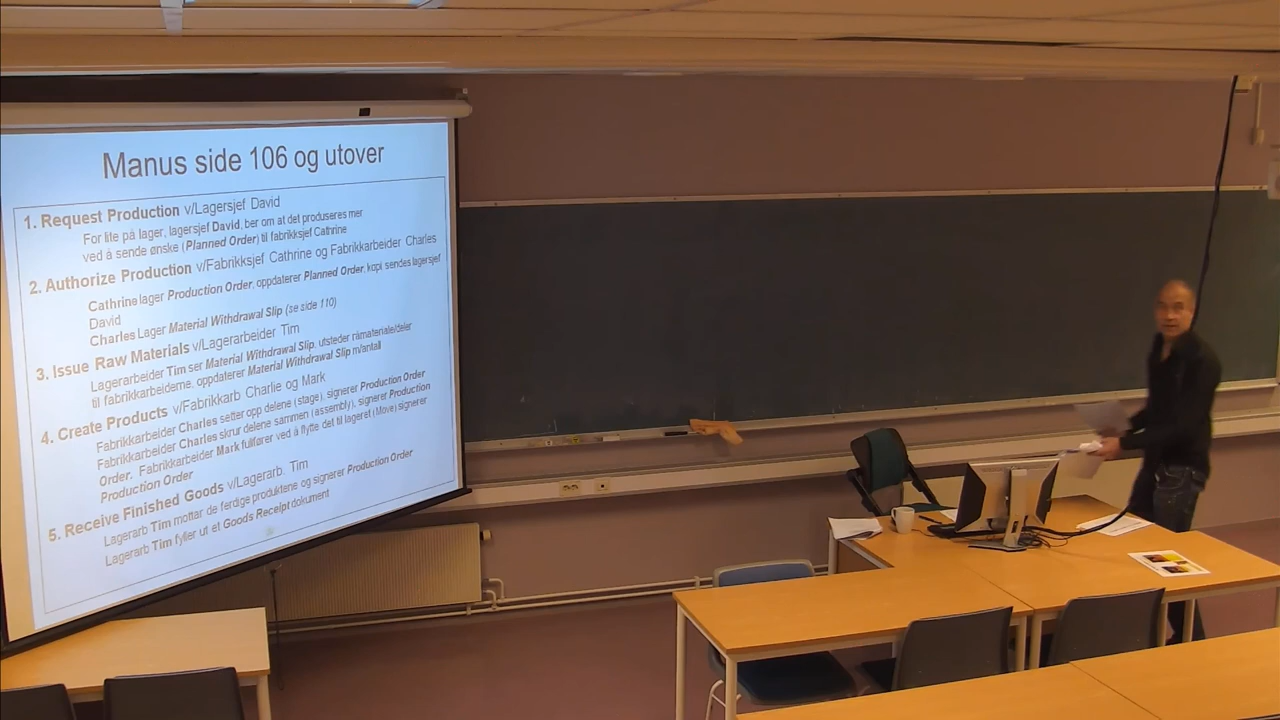 Manus side 106 og utover
1. Request Production v/Lagersjef David
For lite på lager, lagersjef David, ber om at det produseres mer
ved å sende ønske (Planned Order) til fabrikksjef Cathrine
2. Authorize Production v/Fabrikksjef Cathrine og Fabrikkarbeider Charles
Cathrine lager Production Order, oppdaterer Planned Order, kopi sendes lagersjef
David
Charles Lager Material Withdrawal Slip (se side 110)
3. Issue Raw Materials v/Lagerarbeider Tim
Lagerarbeider Tim ser Material Withdrawal Slip, utsteder råmateriale/deler
til fabrikkarbeiderne, oppdaterer Material Withdrawal Slip m/antall
4. Create Products v/Fabrikkarb Charlie og Mark
Fabrikkarbeider Charles setter opp delene (stage), signerer Production Order
Fabrikkarbeider Charles skrur delene sammen (assembly), signerer Production
Order. Fabrikkarbeider Mark fullfører ved å flytte det til lageret (Move) signerer
Production Order
5. Receive Finished Goods v/Lagerarb. Tim
Lagerarb Tim mottar de ferdige produktene og signerer Production Order
Lagerarb Tim fyller ut et Goods Receipt dokument